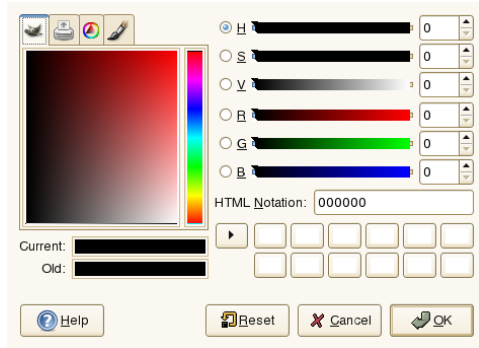 H 0
S 0
V 0
R 0
G 0
B 0
HTML Notation: 000000
Current:
Old:
Help Reset Cancel OK